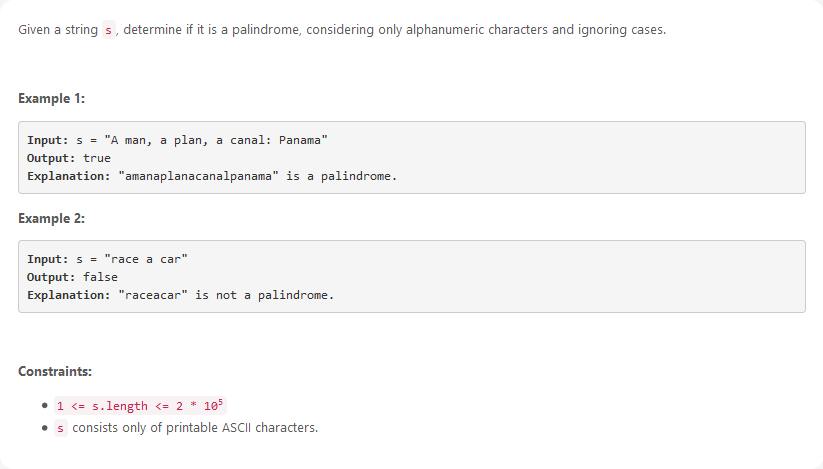 Given a string s, determine if it is a palindrome, considering only alphanumeric characters and ignoring cases.
Example 1:
Input: s = "A man, a plan, a canal: Panama"
Output: true
Explanation: "amanaplanacanalpanama" is a palindrome.
Example 2:
Input: s = "race a car"
Output: false
Explanation: "raceacar" is not a palindrome.
Constraints:
• 1 <= s.length <= 2 * 10⁵
• s consists only of printable ASCII characters.